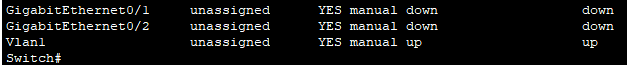 GigabitEthernet0/1 unassigned YES manual down down
GigabitEthernet0/2 unassigned YES manual down down
Vlan1 unassigned YES manual up up
Switch#